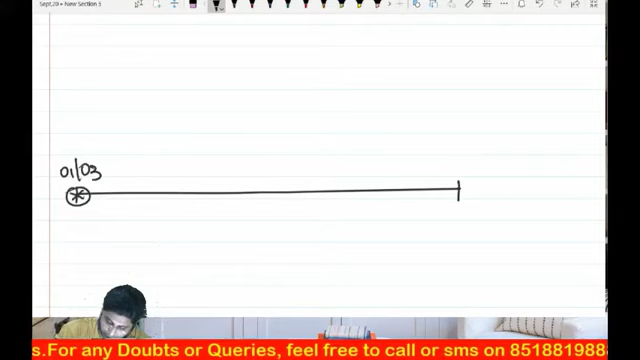 Sept,20 + New Section 3
01/03
s.For any Doubts or Queries, feel free to call or sms on 8518819888